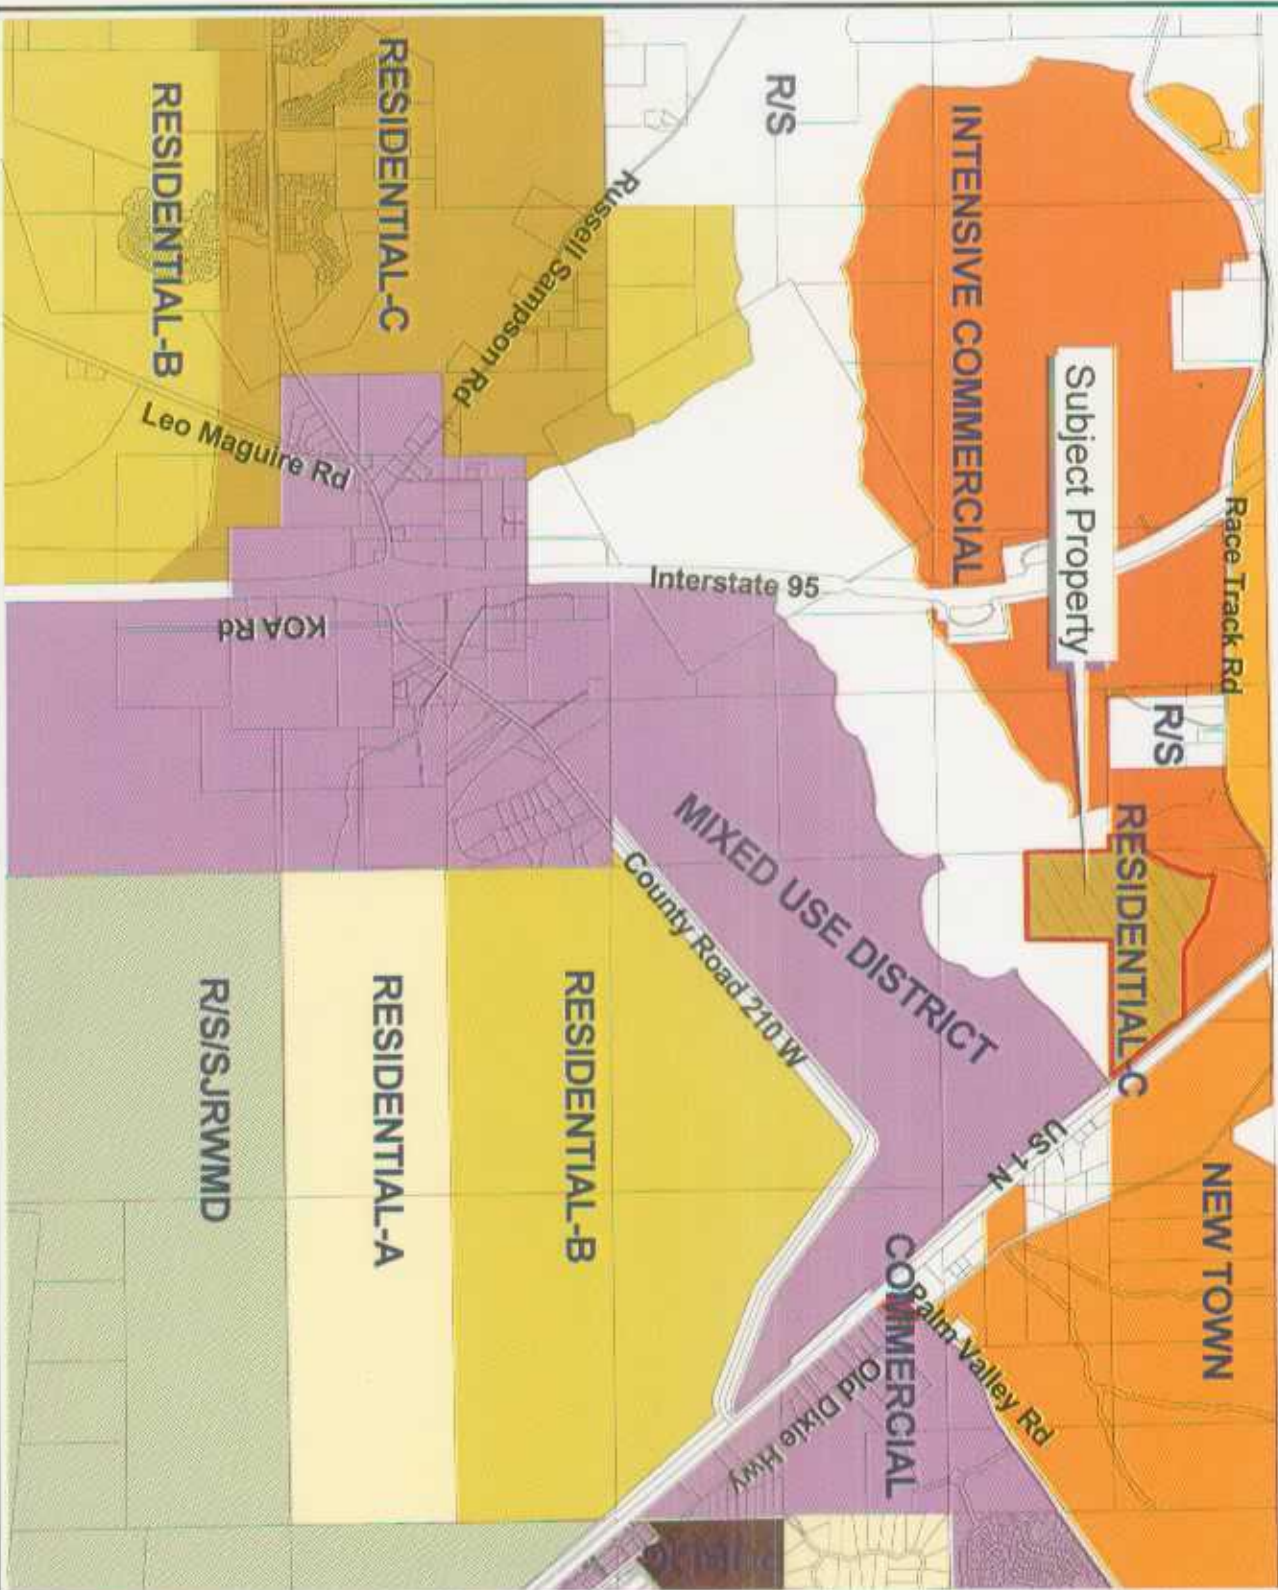 Race Track Rd
R/S
RESIDENTIAL-C
NEW TOWN
Subject Property
INTENSIVE COMMERCIAL
US 1 N
Palm Valley Rd
COMMERCIAL
Old Dixie Hwy
R/S
Interstate 95
MIXED USE DISTRICT
County Road 210 W
Russell Sampson Rd
RESIDENTIAL-B
RESIDENTIAL-C
RESIDENTIAL-A
Leo Maguire Rd
KOA Rd
R/S/SJRWMD
RESIDENTIAL-B